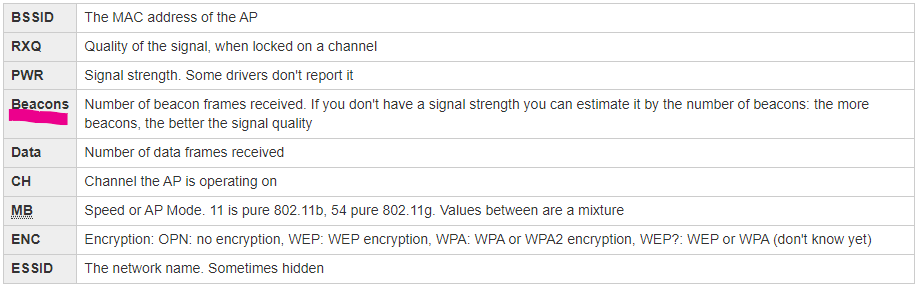 BSSID The MAC address of the AP
RXQ Quality of the signal, when locked on a channel
PWR Signal strength. Some drivers don't report it
Beacons Number of beacon frames received. If you don't have a signal strength you can estimate it by the number of beacons: the more
beacons, the better the signal quality
Data Number of data frames received
CH Channel the AP is operating on
MB Speed or AP Mode. 11 is pure 802.11b, 54 pure 802.11g. Values between are a mixture
ENC Encryption: OPN: no encryption, WEP: WEP encryption, WPA: WPA or WPA2 encryption, WEP?: WEP or WPA (don't know yet)
ESSID The network name. Sometimes hidden